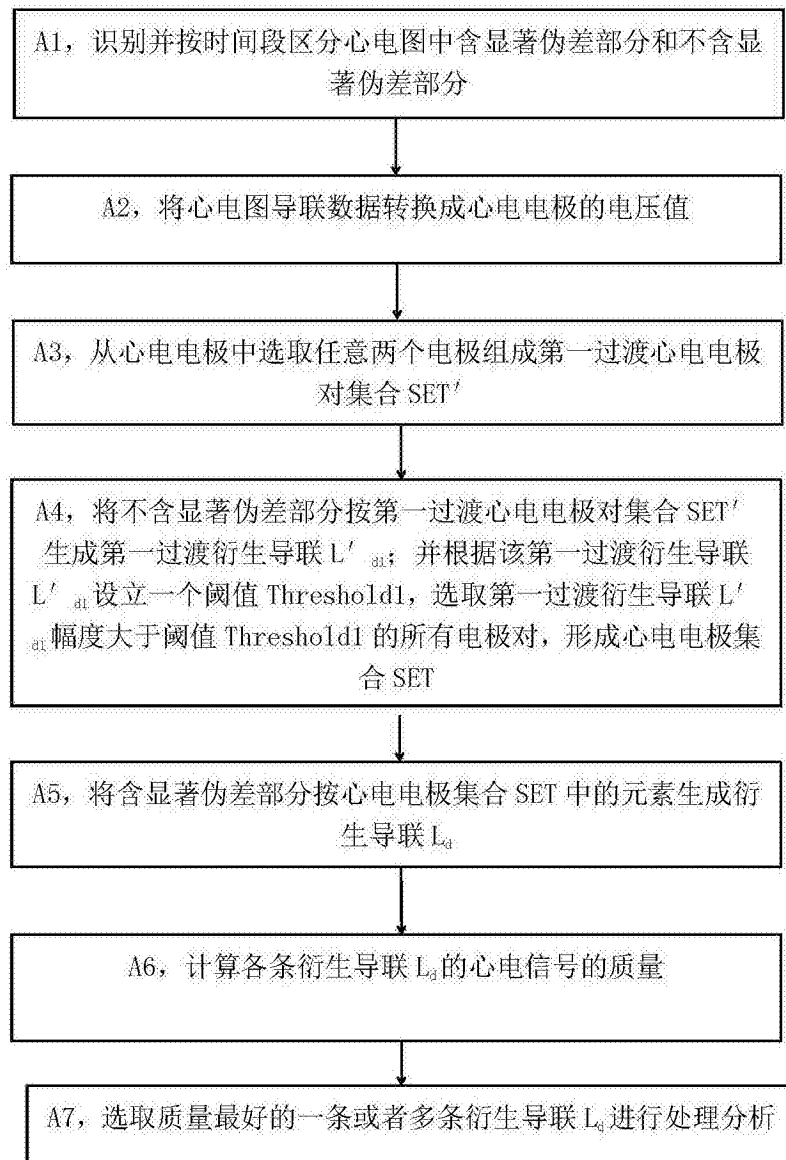 A1，识别并按时间段区分心电图中含显著伪差部分和不含显
著伪差部分
A2，将心电图导联数据转换成心电电极的电压值
A3，从心电电极中选取任意两个电极组成第一过渡心电电极
对集合 SET′
A4，将不含显著伪差部分按第一过渡心电电极对集合 SET′
生成第一过渡衍生导联 L′ d1；并根据该第一过渡衍生导联
L′ d1 设立一个阈值 Threshold1，选取第一过渡衍生导联 L′
d1 幅度大于阈值 Threshold1 的所有电极对，形成心电电极集
合 SET
A5，将含显著伪差部分按心电电极集合 SET 中的元素生成衍
生导联 Ld
A6，计算各条衍生导联 Ld 的心电信号的质量
A7，选取质量最好的一条或者多条衍生导联 Ld 进行处理分析